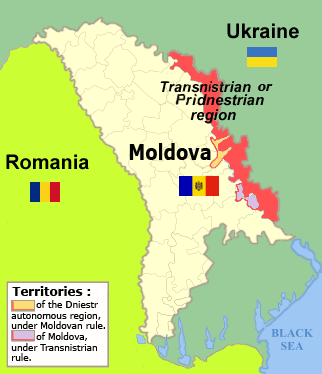 Ukraine
Transnistrian or
Pridnestrian
region
Moldova
Romania
Territories :
of the Dniestr
autonomous region,
under Moldovan rule.
of Moldova,
under Transnistrian
rule.
BLACK
SEA